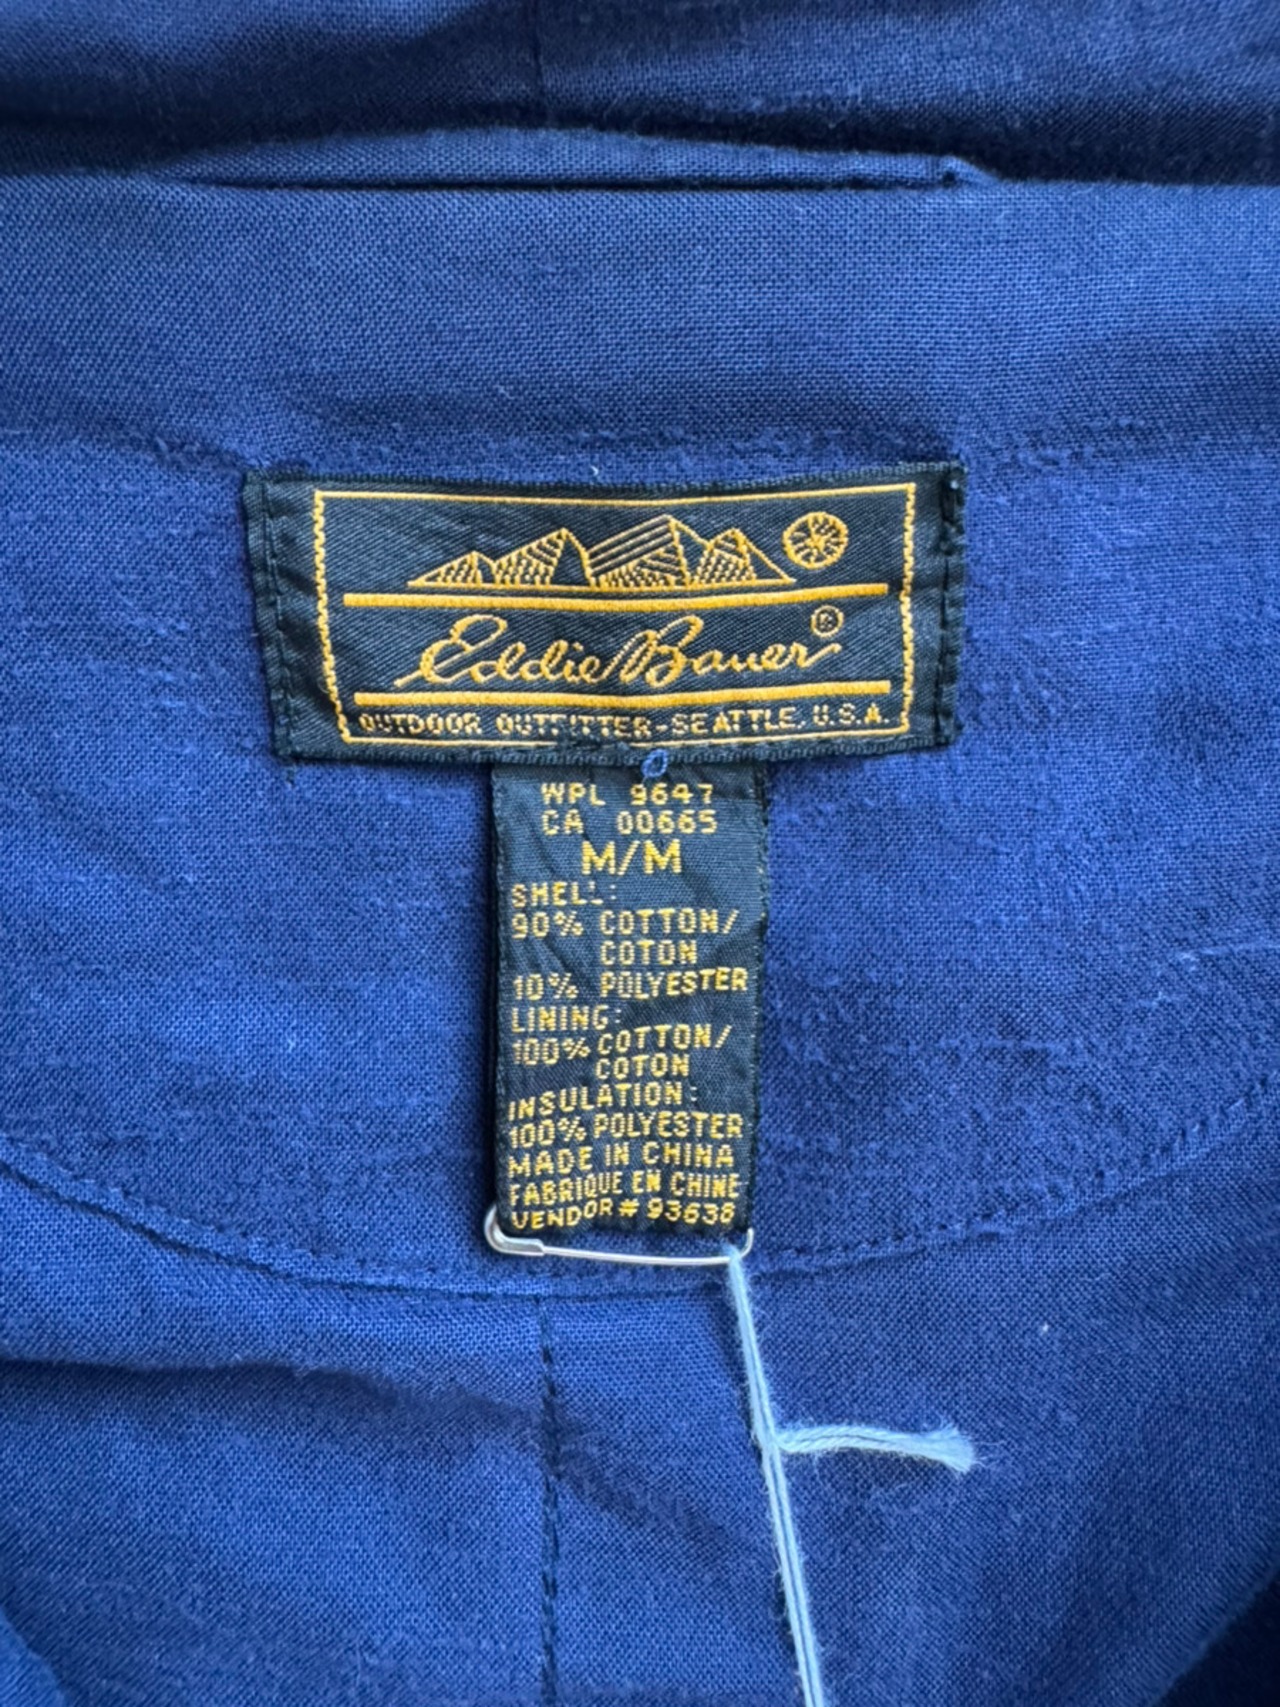 Eddie Bauer®
OUTDOOR OUTFITTER-SEATTLE, U.S.A.
WPL 9647
CA 00665
M/M
SHELL:
90% COTTON/
COTON
10% POLYESTER
LINING:
100% COTTON/
COTON
INSULATION:
100% POLYESTER
MADE IN CHINA
FABRIQUE EN CHINE
VENDOR# 93638